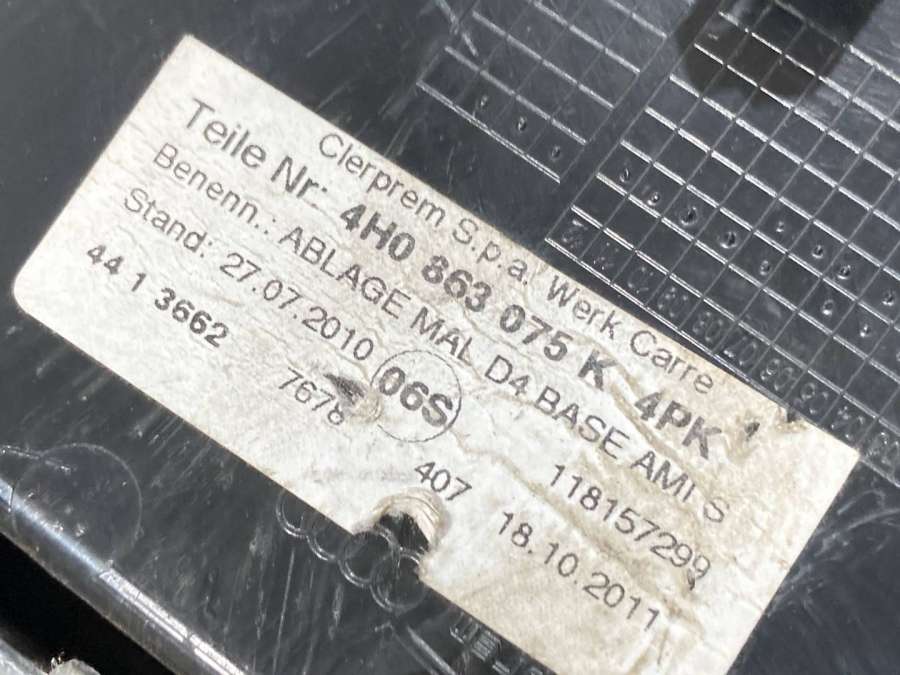 Clerprem S.p.a. Werk Carre
Teile Nr: 4H0 863 075 K 4PK
Benenn.: ABLAGE MAL D4 BASE AMI S
Stand: 27.07.2010 06S 118157299
44 1 3662 7678 407 18.10.2011